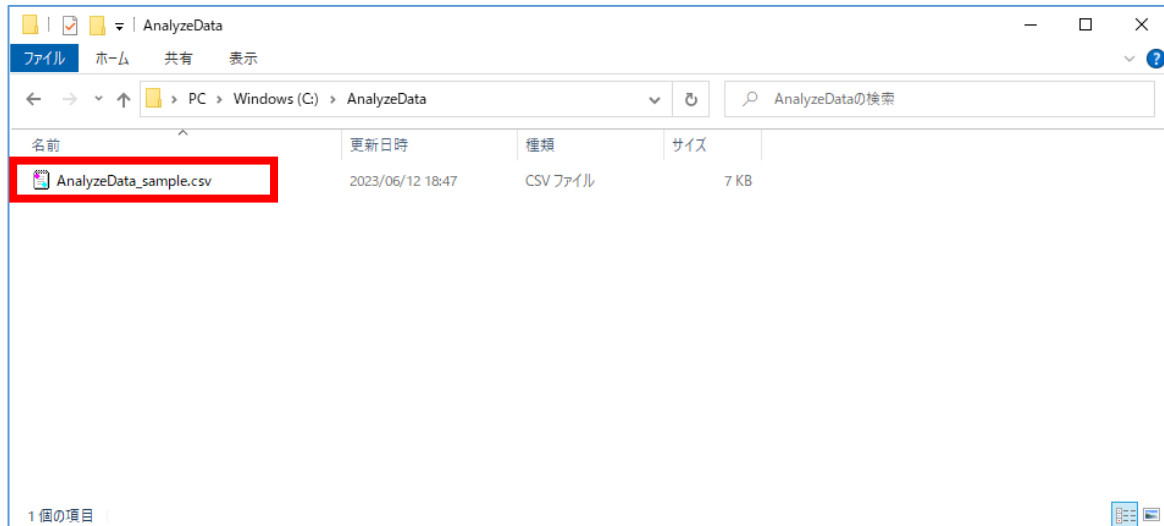 AnalyzeData
ファイル ホーム 共有 表示
PC > Windows (C:) > AnalyzeData AnalyzeDataの検索
名前 更新日時 種類 サイズ
AnalyzeData_sample.csv 2023/06/12 18:47 CSV ファイル 7 KB
1 個の項目